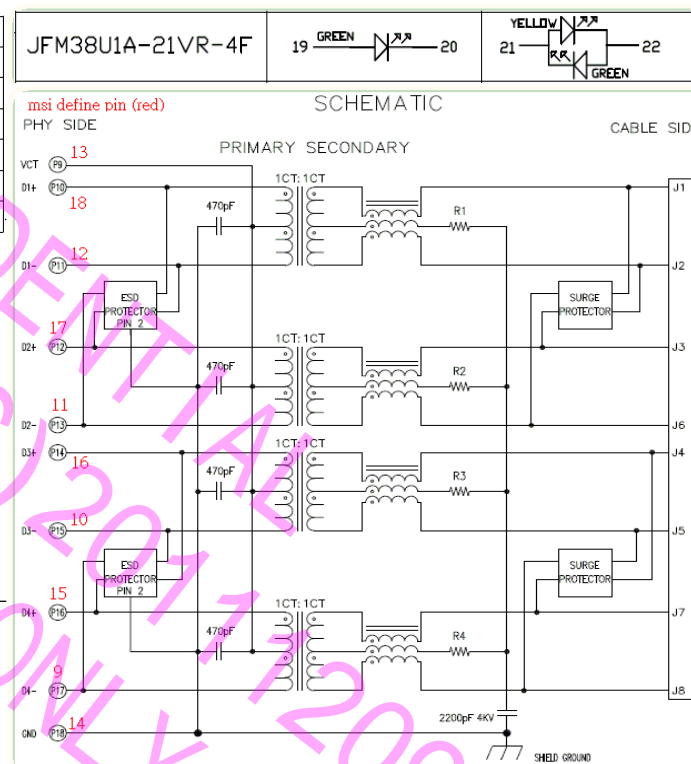 JFM38U1A-21VR-4F
19 GREEN 20
YELLOW
21 22
GREEN
msi define pin (red)
SCHEMATIC
PHY SIDE
CABLE SID
PRIMARY SECONDARY
VCT P9 13
D1+ P10
18
1CT:1CT
J1
470pF
R1
12
D1- P11
J2
ESD
PROTECTOR
PIN 2
SURGE
PROTECTOR
17
D2+ P12
1CT:1CT
J3
470pF
R2
11
D2- P13
J6
D3+ P14
1CT:1CT
J4
16
470pF
R3
10
D3- P15
J5
ESD
PROTECTOR
PIN 2
SURGE
PROTECTOR
15
D4+ P16
1CT:1CT
J7
470pF
R4
9
D4- P17
J8
2200pF 4KV
14
GND P18
SHIELD GROUND
DENTIAL
201111209
ONLY